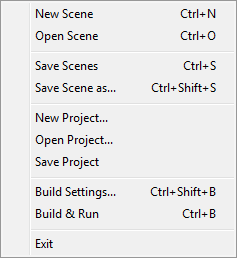 New Scene Ctrl+N
Open Scene Ctrl+O
Save Scenes Ctrl+S
Save Scene as... Ctrl+Shift+S
New Project...
Open Project...
Save Project
Build Settings... Ctrl+Shift+B
Build & Run Ctrl+B
Exit